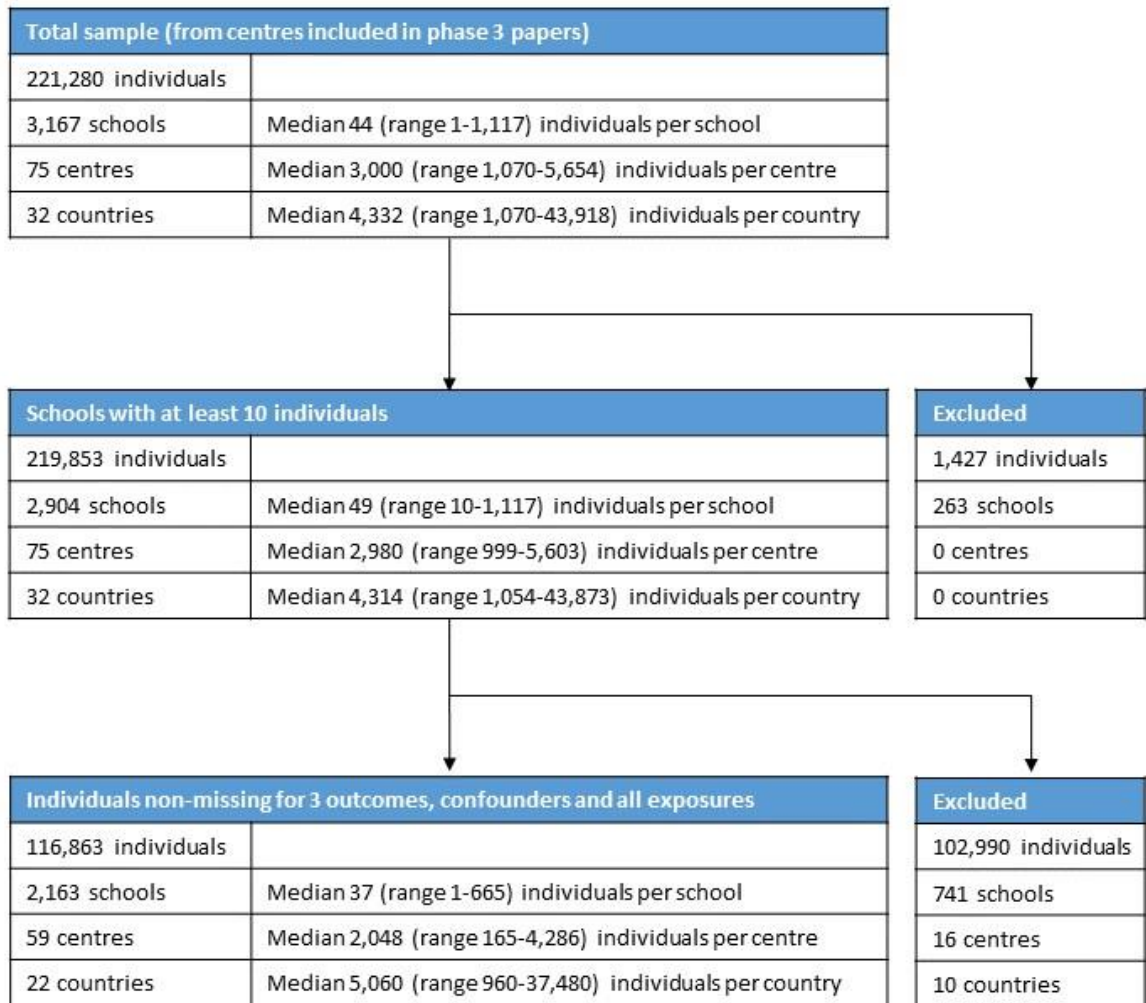 Total sample (from centres included in phase 3 papers)
221,280 individuals
3,167 schools Median 44 (range 1-1,117) individuals per school
75 centres Median 3,000 (range 1,070-5,654) individuals per centre
32 countries Median 4,332 (range 1,070-43,918) individuals per country
Schools with at least 10 individuals
219,853 individuals
2,904 schools Median 49 (range 10-1,117) individuals per school
75 centres Median 2,980 (range 999-5,603) individuals per centre
32 countries Median 4,314 (range 1,054-43,873) individuals per country
Excluded
1,427 individuals
263 schools
0 centres
0 countries
Individuals non-missing for 3 outcomes, confounders and all exposures
116,863 individuals
2,163 schools Median 37 (range 1-665) individuals per school
59 centres Median 2,048 (range 165-4,286) individuals per centre
22 countries Median 5,060 (range 960-37,480) individuals per country
Excluded
102,990 individuals
741 schools
16 centres
10 countries